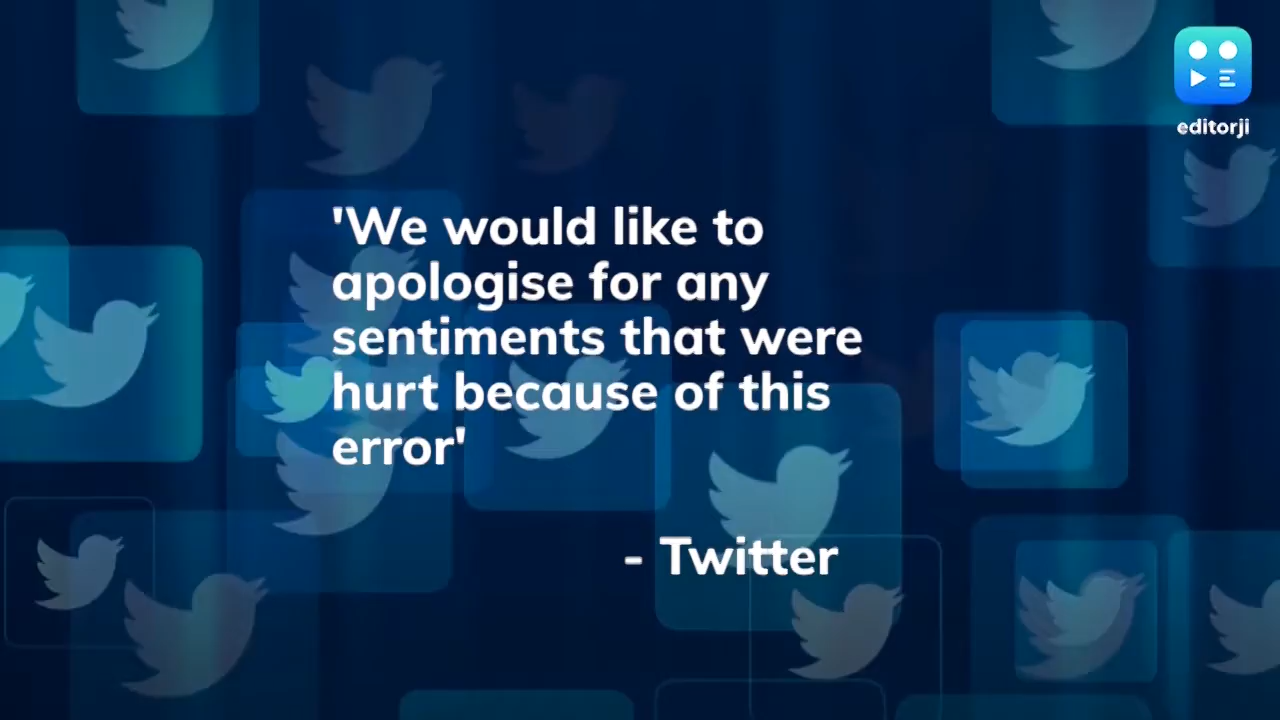 editorji
'We would like to
apologise for any
sentiments that were
hurt because of this
error'
- Twitter